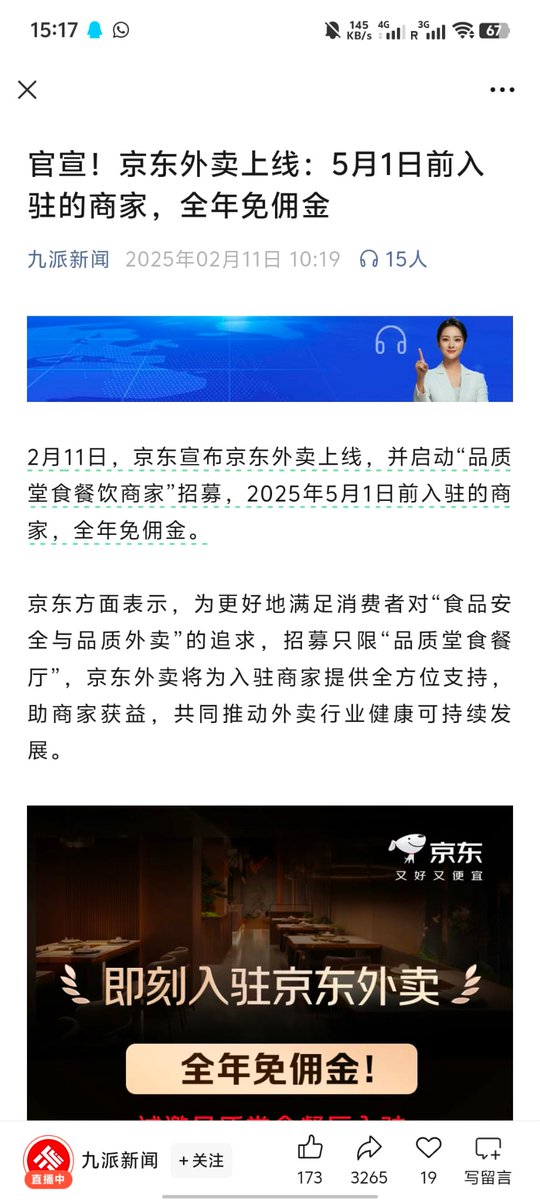 15:17
145 KB/s 4G R 3G 67
官宣！京东外卖上线：5月1日前入
驻的商家，全年免佣金
九派新闻 2025年02月11日 10:19 15人
2月11日，京东宣布京东外卖上线，并启动“品质
堂食餐饮商家”招募，2025年5月1日前入驻的商
家，全年免佣金。
京东方面表示，为更好地满足消费者对“食品安
全与品质外卖”的追求，招募只限“品质堂食餐
厅”，京东外卖将为入驻商家提供全方位支持，
助商家获益，共同推动外卖行业健康可持续发
展。
京东
又好又便宜
即刻入驻京东外卖
全年免佣金！
诚邀品质堂食餐厅入驻
直播中
九派新闻 +关注 173 3265 19 写留言